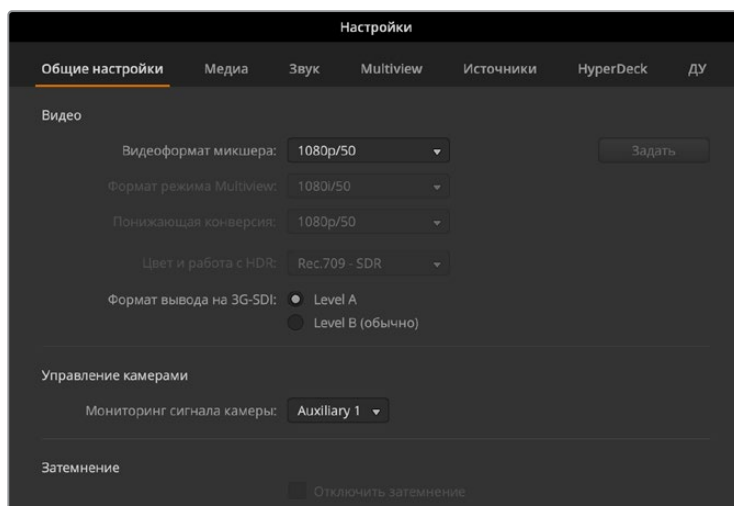 Настройки
Общие настройки Медиа Звук Multiview Источники HyperDeck ДУ
Видео
Видеоформат микшера: 1080p/50 Задать
Формат режима Multiview: 1080i/50
Понижающая конверсия: 1080p/50
Цвет и работа с HDR: Rec.709 - SDR
Формат вывода на 3G-SDI: Level A
Level B (обычно)
Управление камерами
Мониторинг сигнала камеры: Auxiliary 1
Затемнение
Отключить затемнение